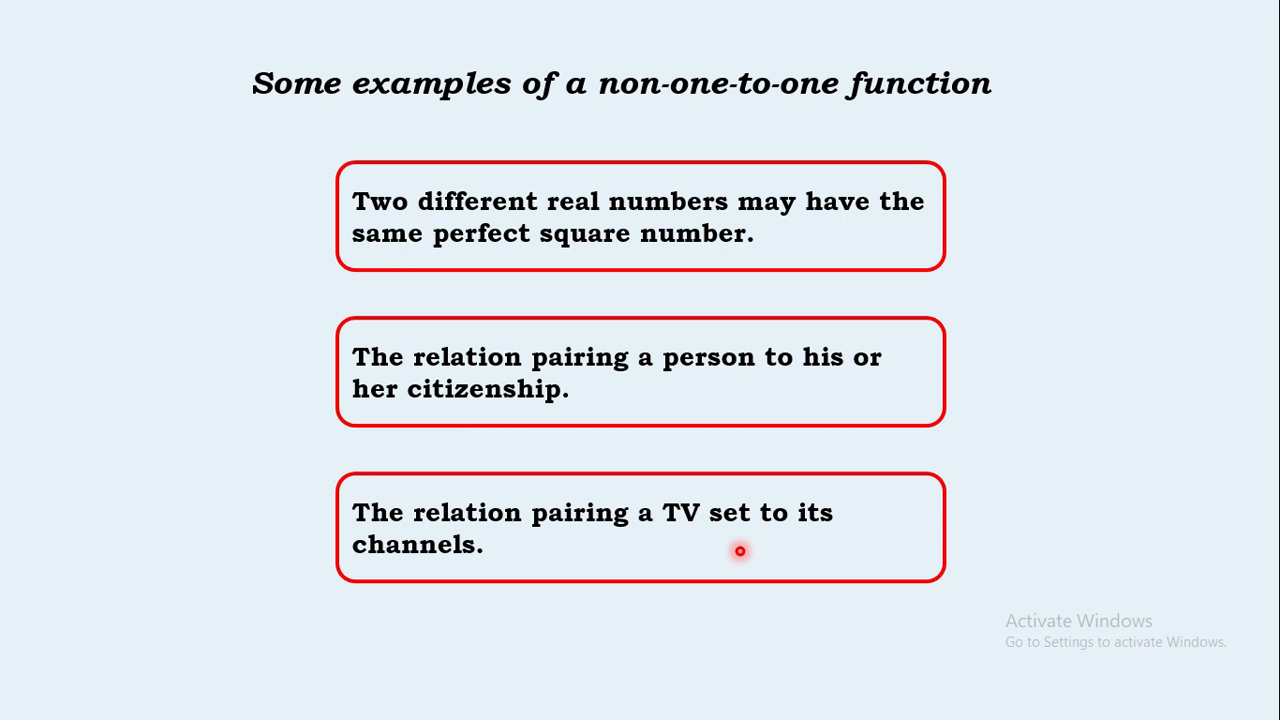 Some examples of a non-one-to-one function
Two different real numbers may have the
same perfect square number.
The relation pairing a person to his or
her citizenship.
The relation pairing a TV set to its
channels.
Activate Windows
Go to Settings to activate Windows.